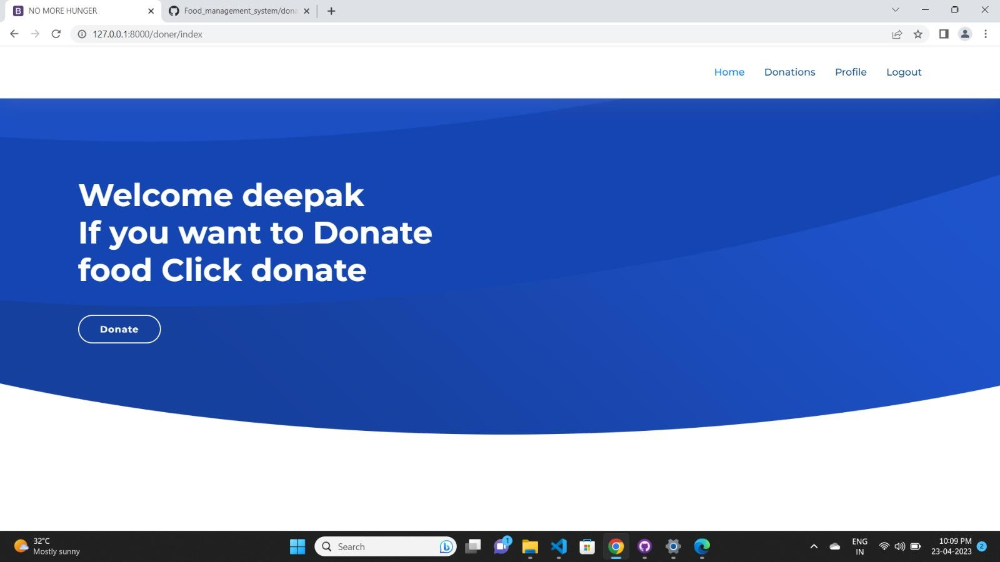 NO MORE HUNGER
Food_management_system/dona
127.0.0.1:8000/doner/index
Home Donations Profile Logout
Welcome deepak
If you want to Donate
food Click donate
Donate
32°C
Mostly sunny
Search
1
ENG
IN
10:09 PM
23-04-2023
2